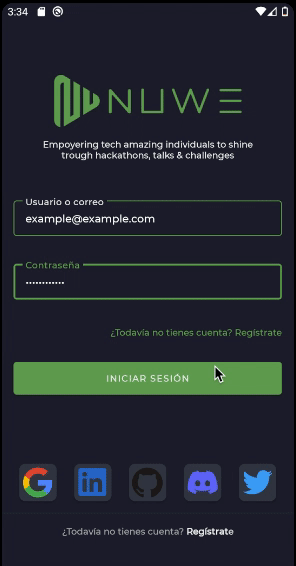 3:34
NUWE
Empoyering tech amazing individuals to shine
trough hackathons, talks & challenges
Usuario o correo
example@example.com
Contraseña
••••••••••••
¿Todavía no tienes cuenta? Regístrate
INICIAR SESIÓN
¿Todavía no tienes cuenta? Regístrate